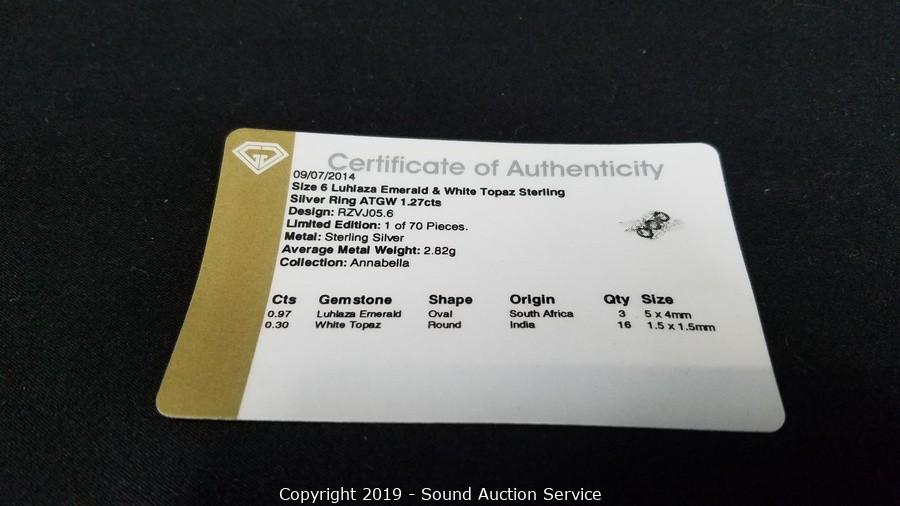 Certificate of Authenticity
09/07/2014
Size 6 Luhlaza Emerald & White Topaz Sterling
Silver Ring ATGW 1.27cts
Design: RZVJ05.6
Limited Edition: 1 of 70 Pieces.
Metal: Sterling Silver
Average Metal Weight: 2.82g
Collection: Annabella
Cts Gemstone Shape Origin Qty Size
0.97 Luhlaza Emerald Oval South Africa 3 5 x 4mm
0.30 White Topaz Round India 16 1.5 x 1.5mm
Copyright 2019 - Sound Auction Service